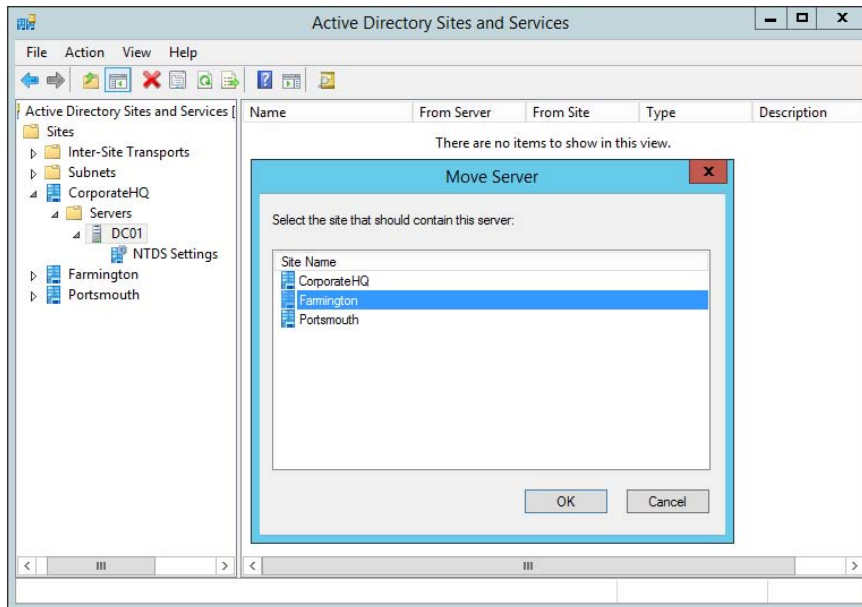 Active Directory Sites and Services
File Action View Help
Active Directory Sites and Services [
Sites
Inter-Site Transports
Subnets
CorporateHQ
Servers
DC01
NTDS Settings
Farmington
Portsmouth
Name From Server From Site Type Description
There are no items to show in this view.
Move Server
x
Select the site that should contain this server:
Site Name
CorporateHQ
Farmington
Portsmouth
OK Cancel